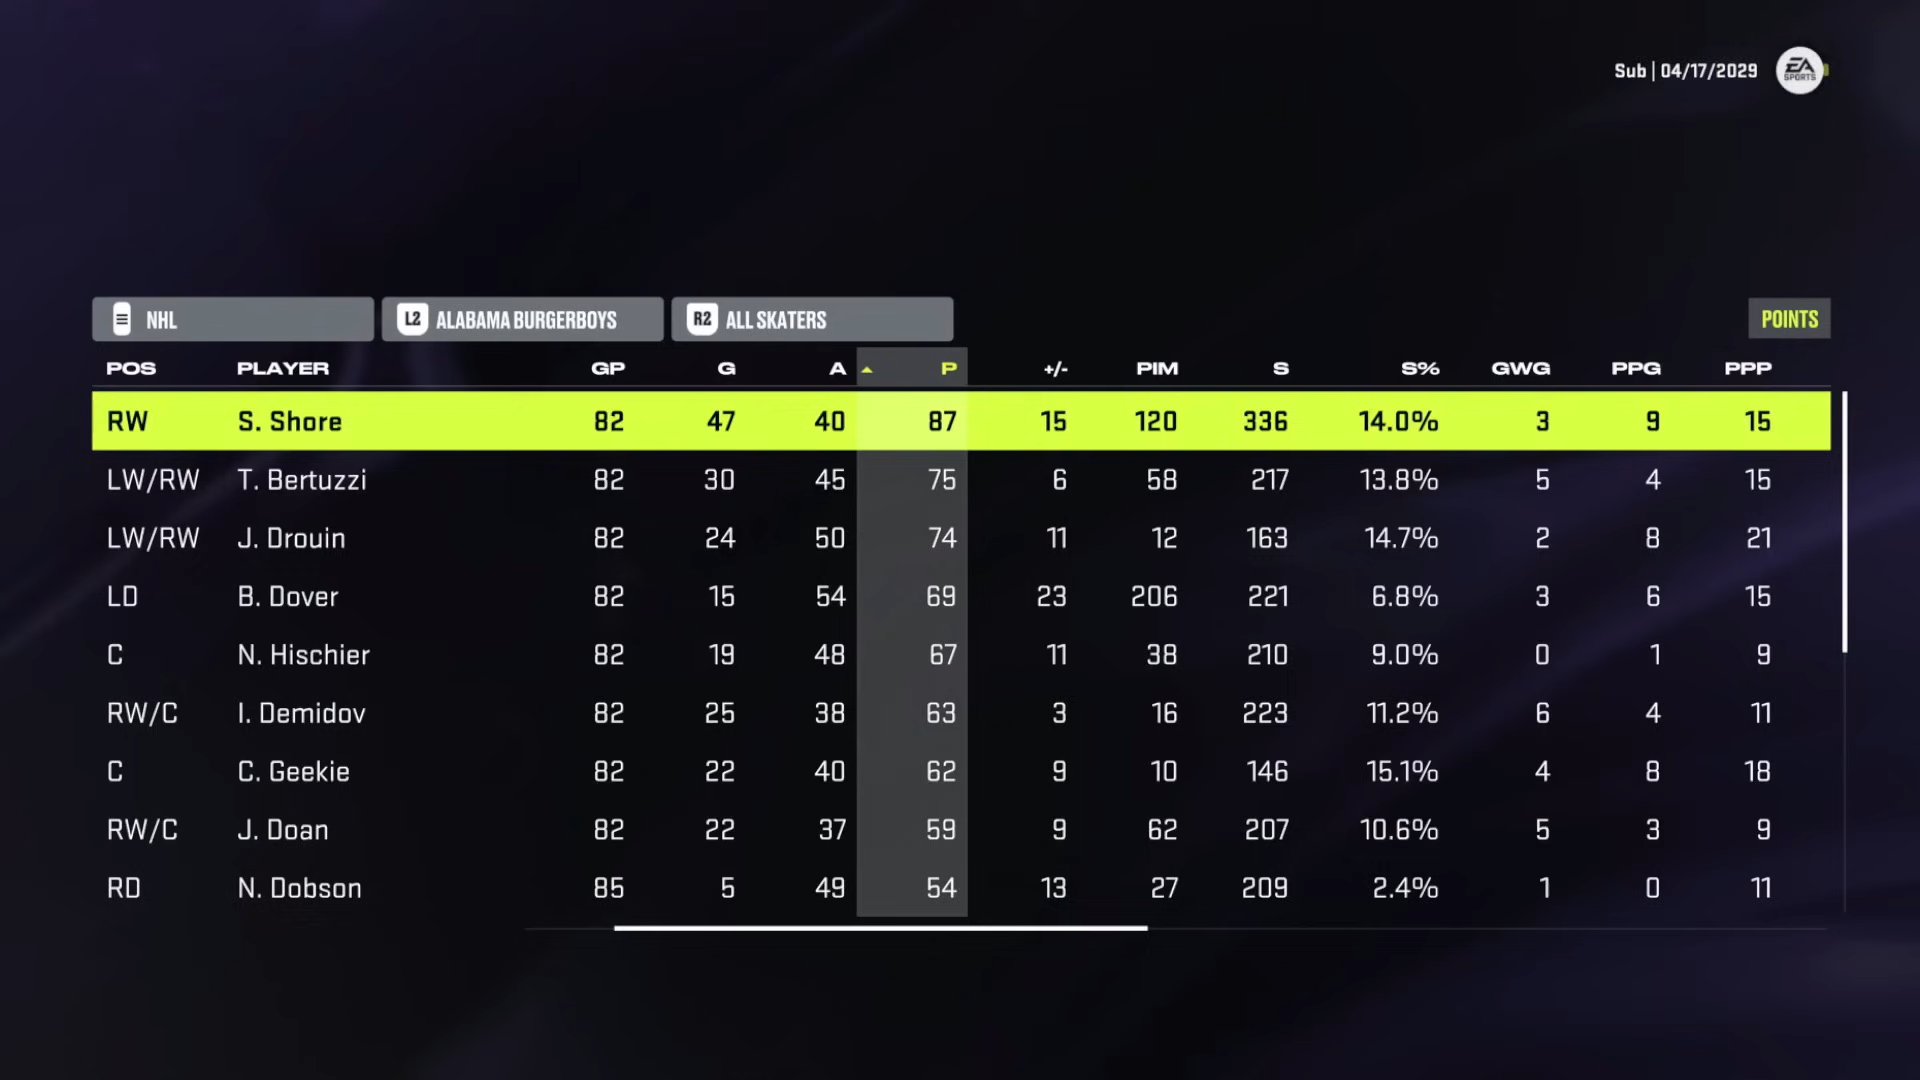 Sub | 04/17/2029 EA SPORTS
NHL L2 ALABAMA BURGERBOYS R2 ALL SKATERS POINTS
POS PLAYER GP G A P +/- PIM S S% GWG PPG PPP
RW S. Shore 82 47 40 87 15 120 336 14.0% 3 9 15
LW/RW T. Bertuzzi 82 30 45 75 6 58 217 13.8% 5 4 15
LW/RW J. Drouin 82 24 50 74 11 12 163 14.7% 2 8 21
LD B. Dover 82 15 54 69 23 206 221 6.8% 3 6 15
C N. Hischier 82 19 48 67 11 38 210 9.0% 0 1 9
RW/C I. Demidov 82 25 38 63 3 16 223 11.2% 6 4 11
C C. Geekie 82 22 40 62 9 10 146 15.1% 4 8 18
RW/C J. Doan 82 22 37 59 9 62 207 10.6% 5 3 9
RD N. Dobson 85 5 49 54 13 27 209 2.4% 1 0 11